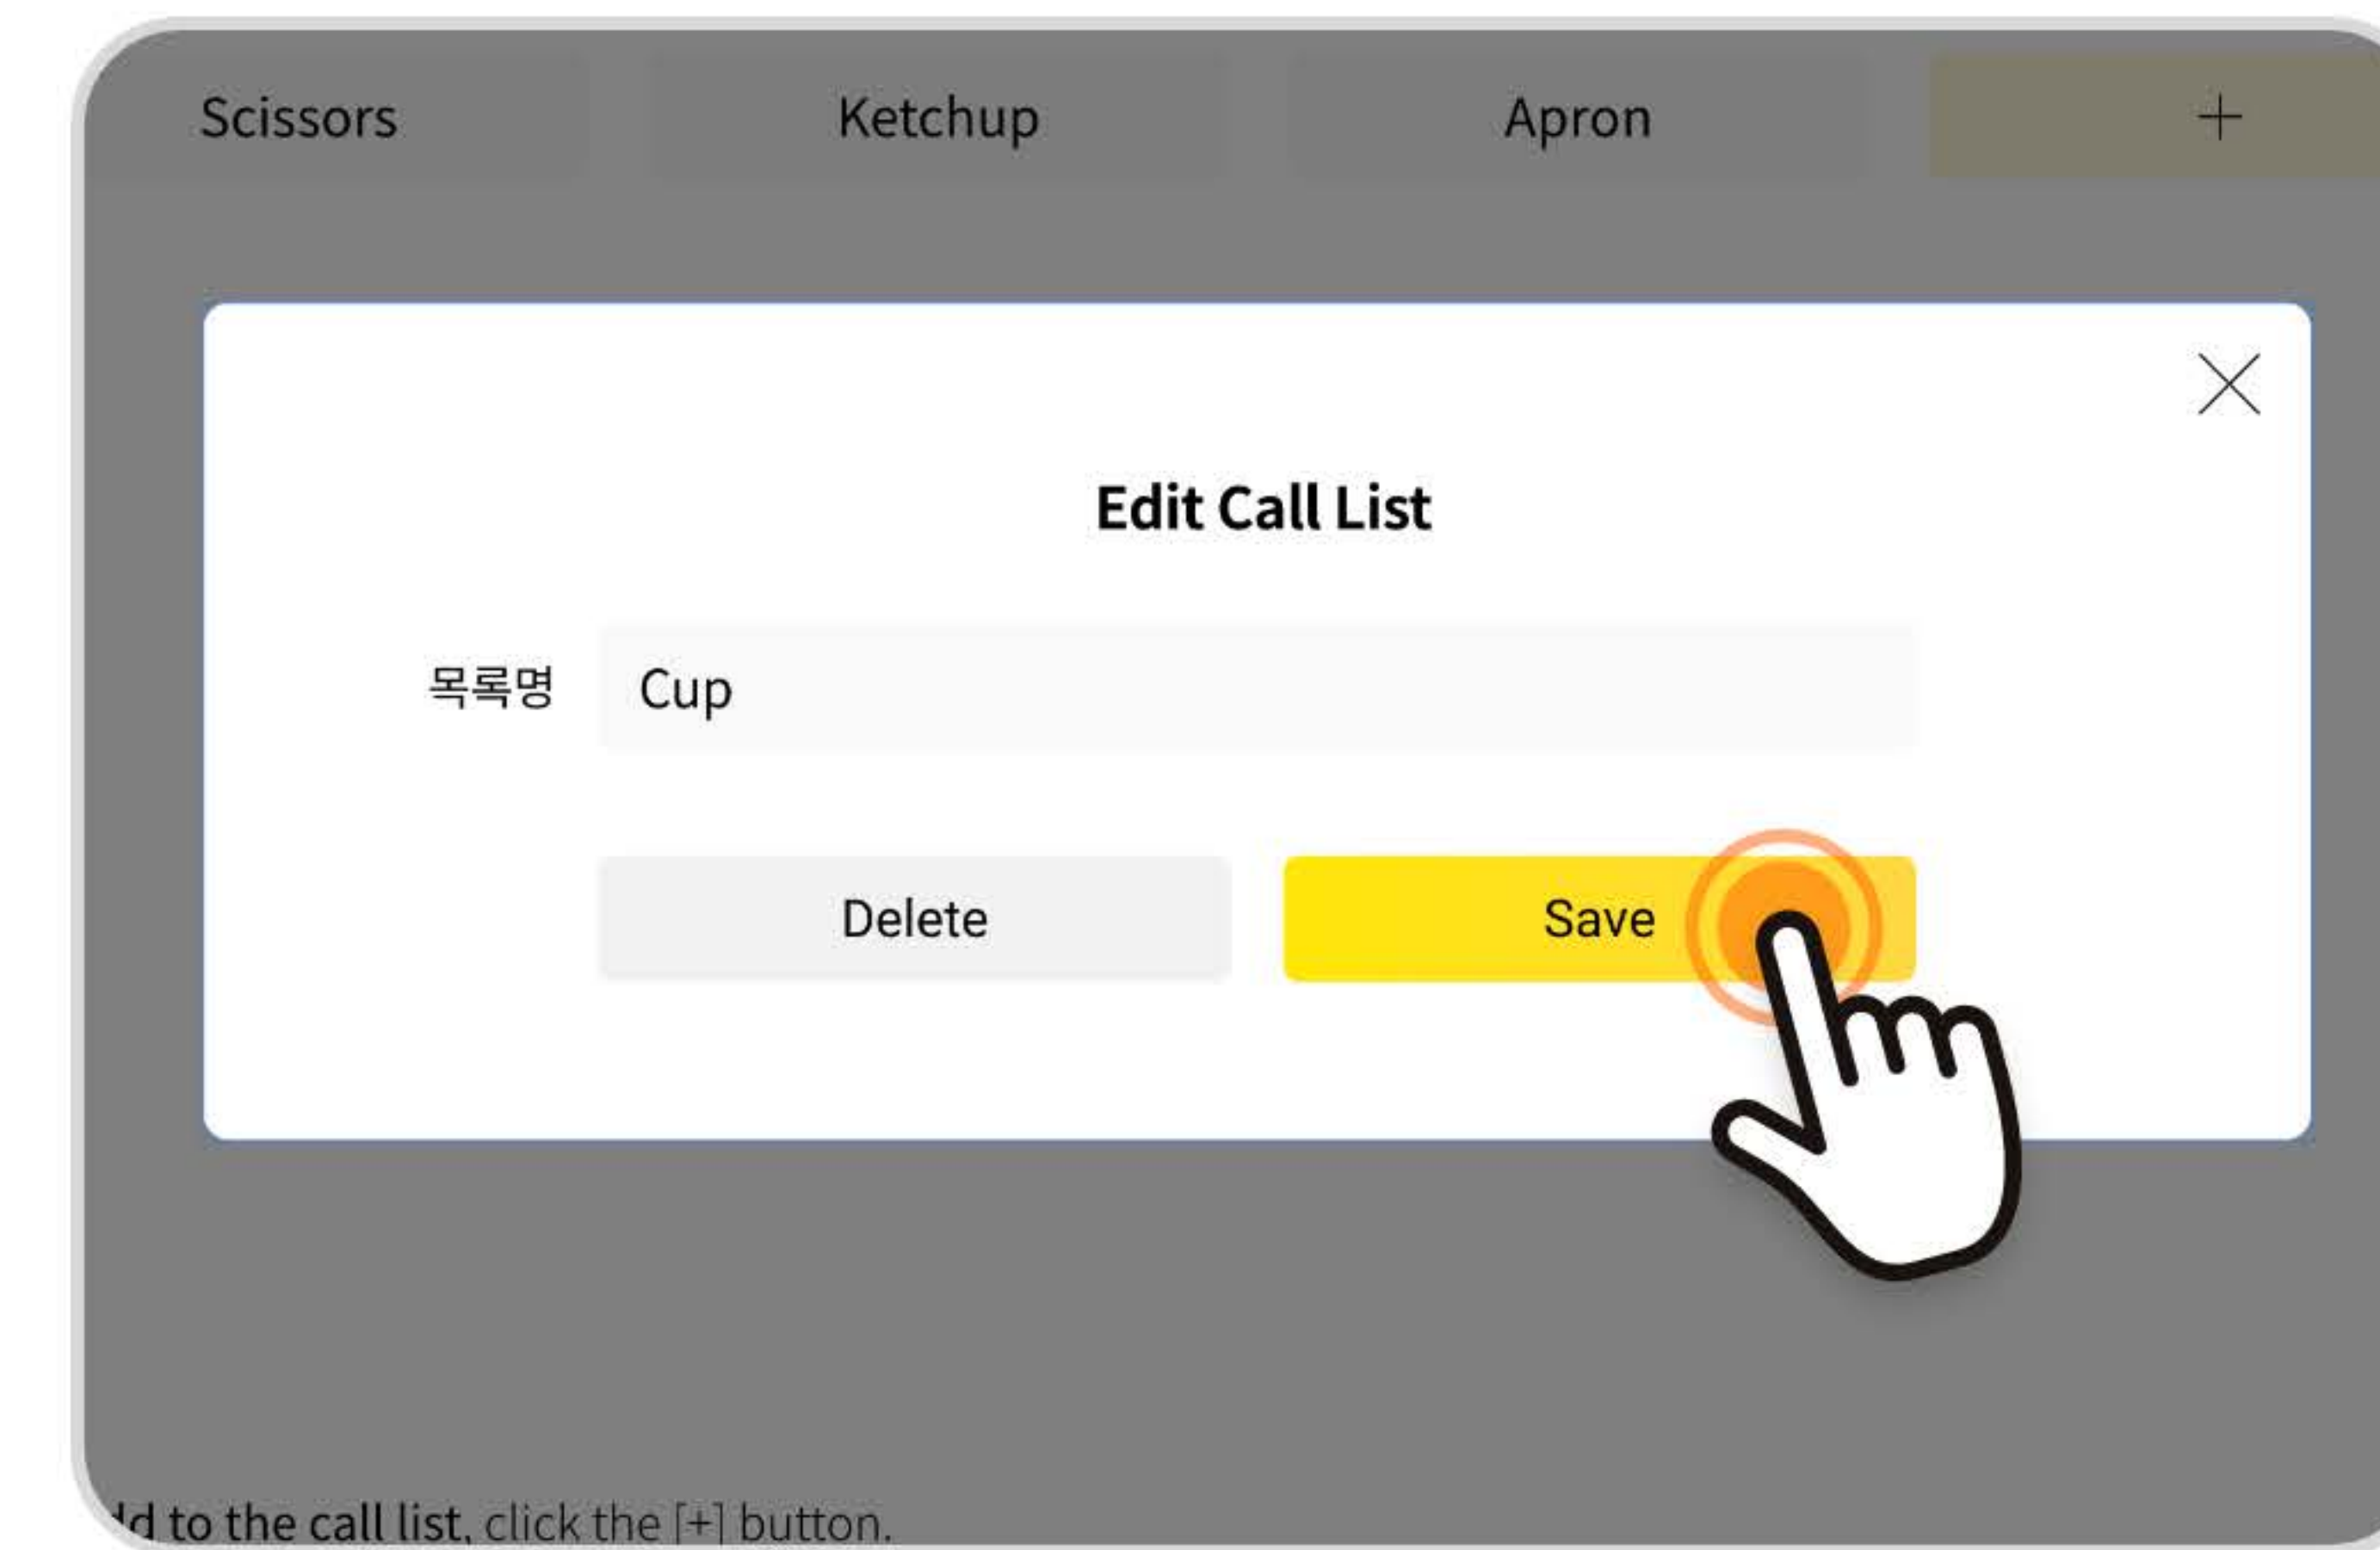 Scissors Ketchup Apron +
Edit Call List
목록명 Cup
Delete Save
to the call list, click the [+] button.